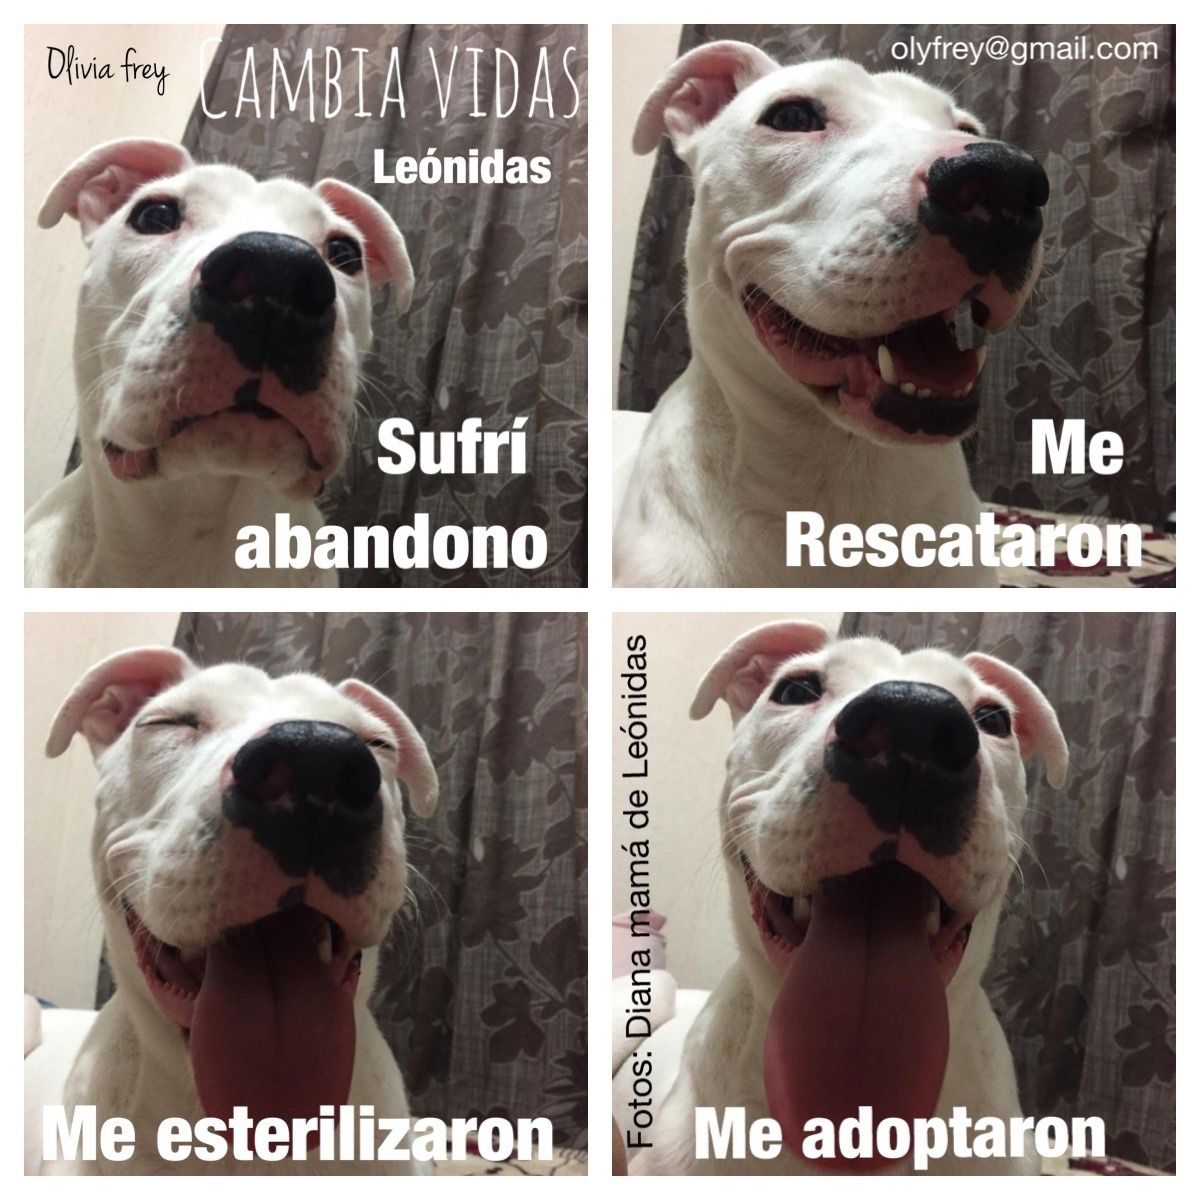 Olivia frey CAMBIA VIDAS
Leónidas
Sufrí
abandono
olyfrey@gmail.com
Me
Rescataron
Me esterilizaron
Fotos: Diana mamá de Leónidas
Me adoptaron